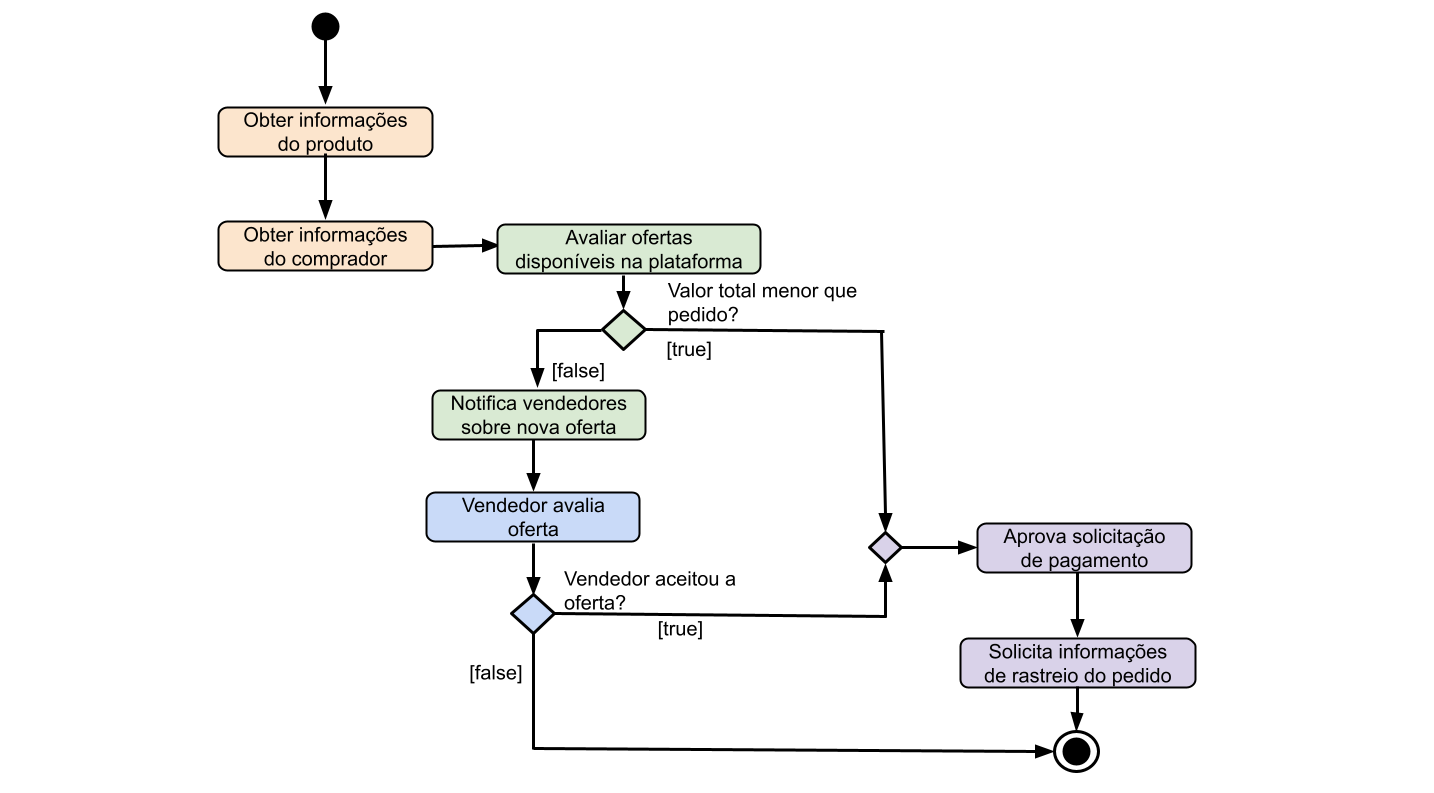 Obter informações
do produto
Obter informações
do comprador
Avaliar ofertas
disponíveis na plataforma
Valor total menor que
pedido?
[true]
[false]
Notifica vendedores
sobre nova oferta
Vendedor avalia
oferta
Vendedor aceitou a
oferta?
[true]
[false]
Aprova solicitação
de pagamento
Solicita informações
de rastreio do pedido